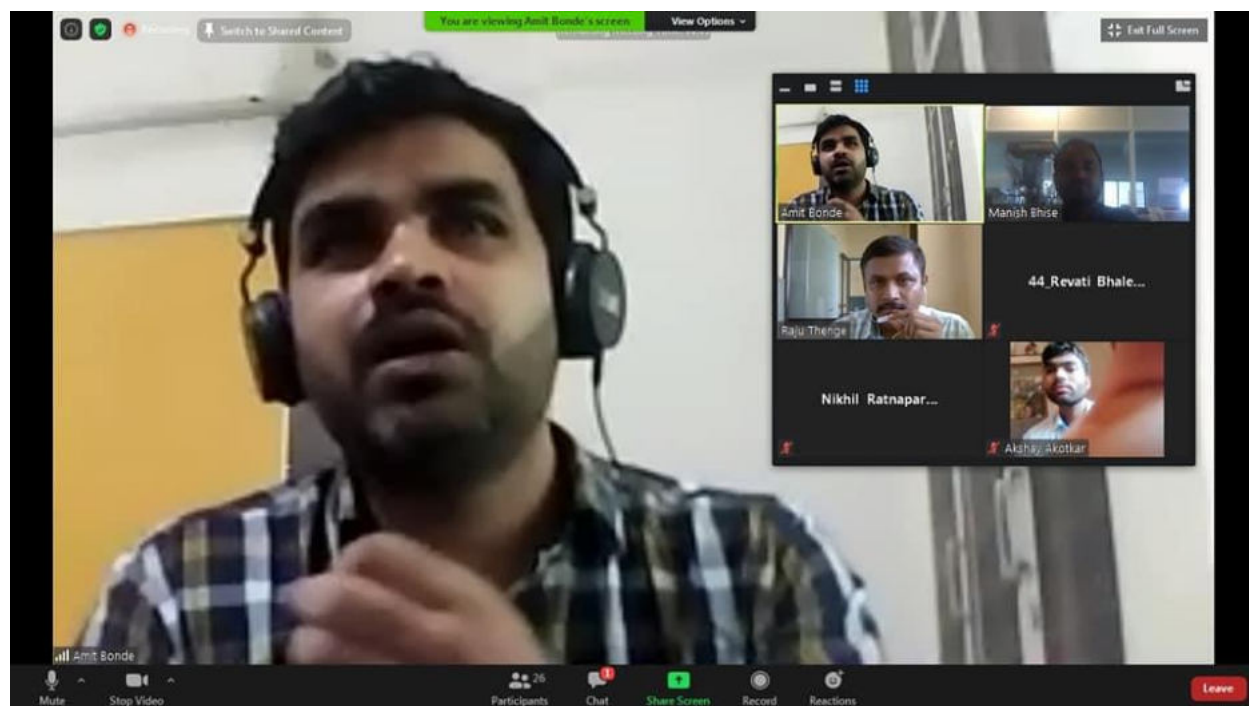 Recording
Switch to Shared Content
You are viewing Amit Bonde's screen
View Options
Exit Full Screen
Amit Bonde
Manish Bhise
Raju Thenge
44_Revati Bhale...
Nikhil Ratnapar...
Akshay Akotkar
Amit Bonde
Mute
Stop Video
26
Participants
1
Chat
Share Screen
Record
Reactions
Leave